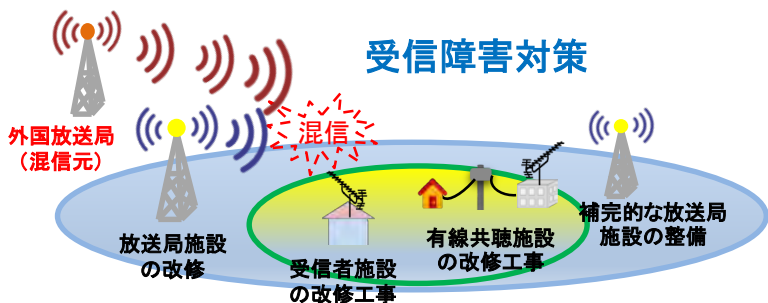 受信障害対策
外国放送局
（混信元）
混信
放送局施設
の改修
受信者施設
の改修工事
有線共聴施設
の改修工事
補完的な放送局
施設の整備